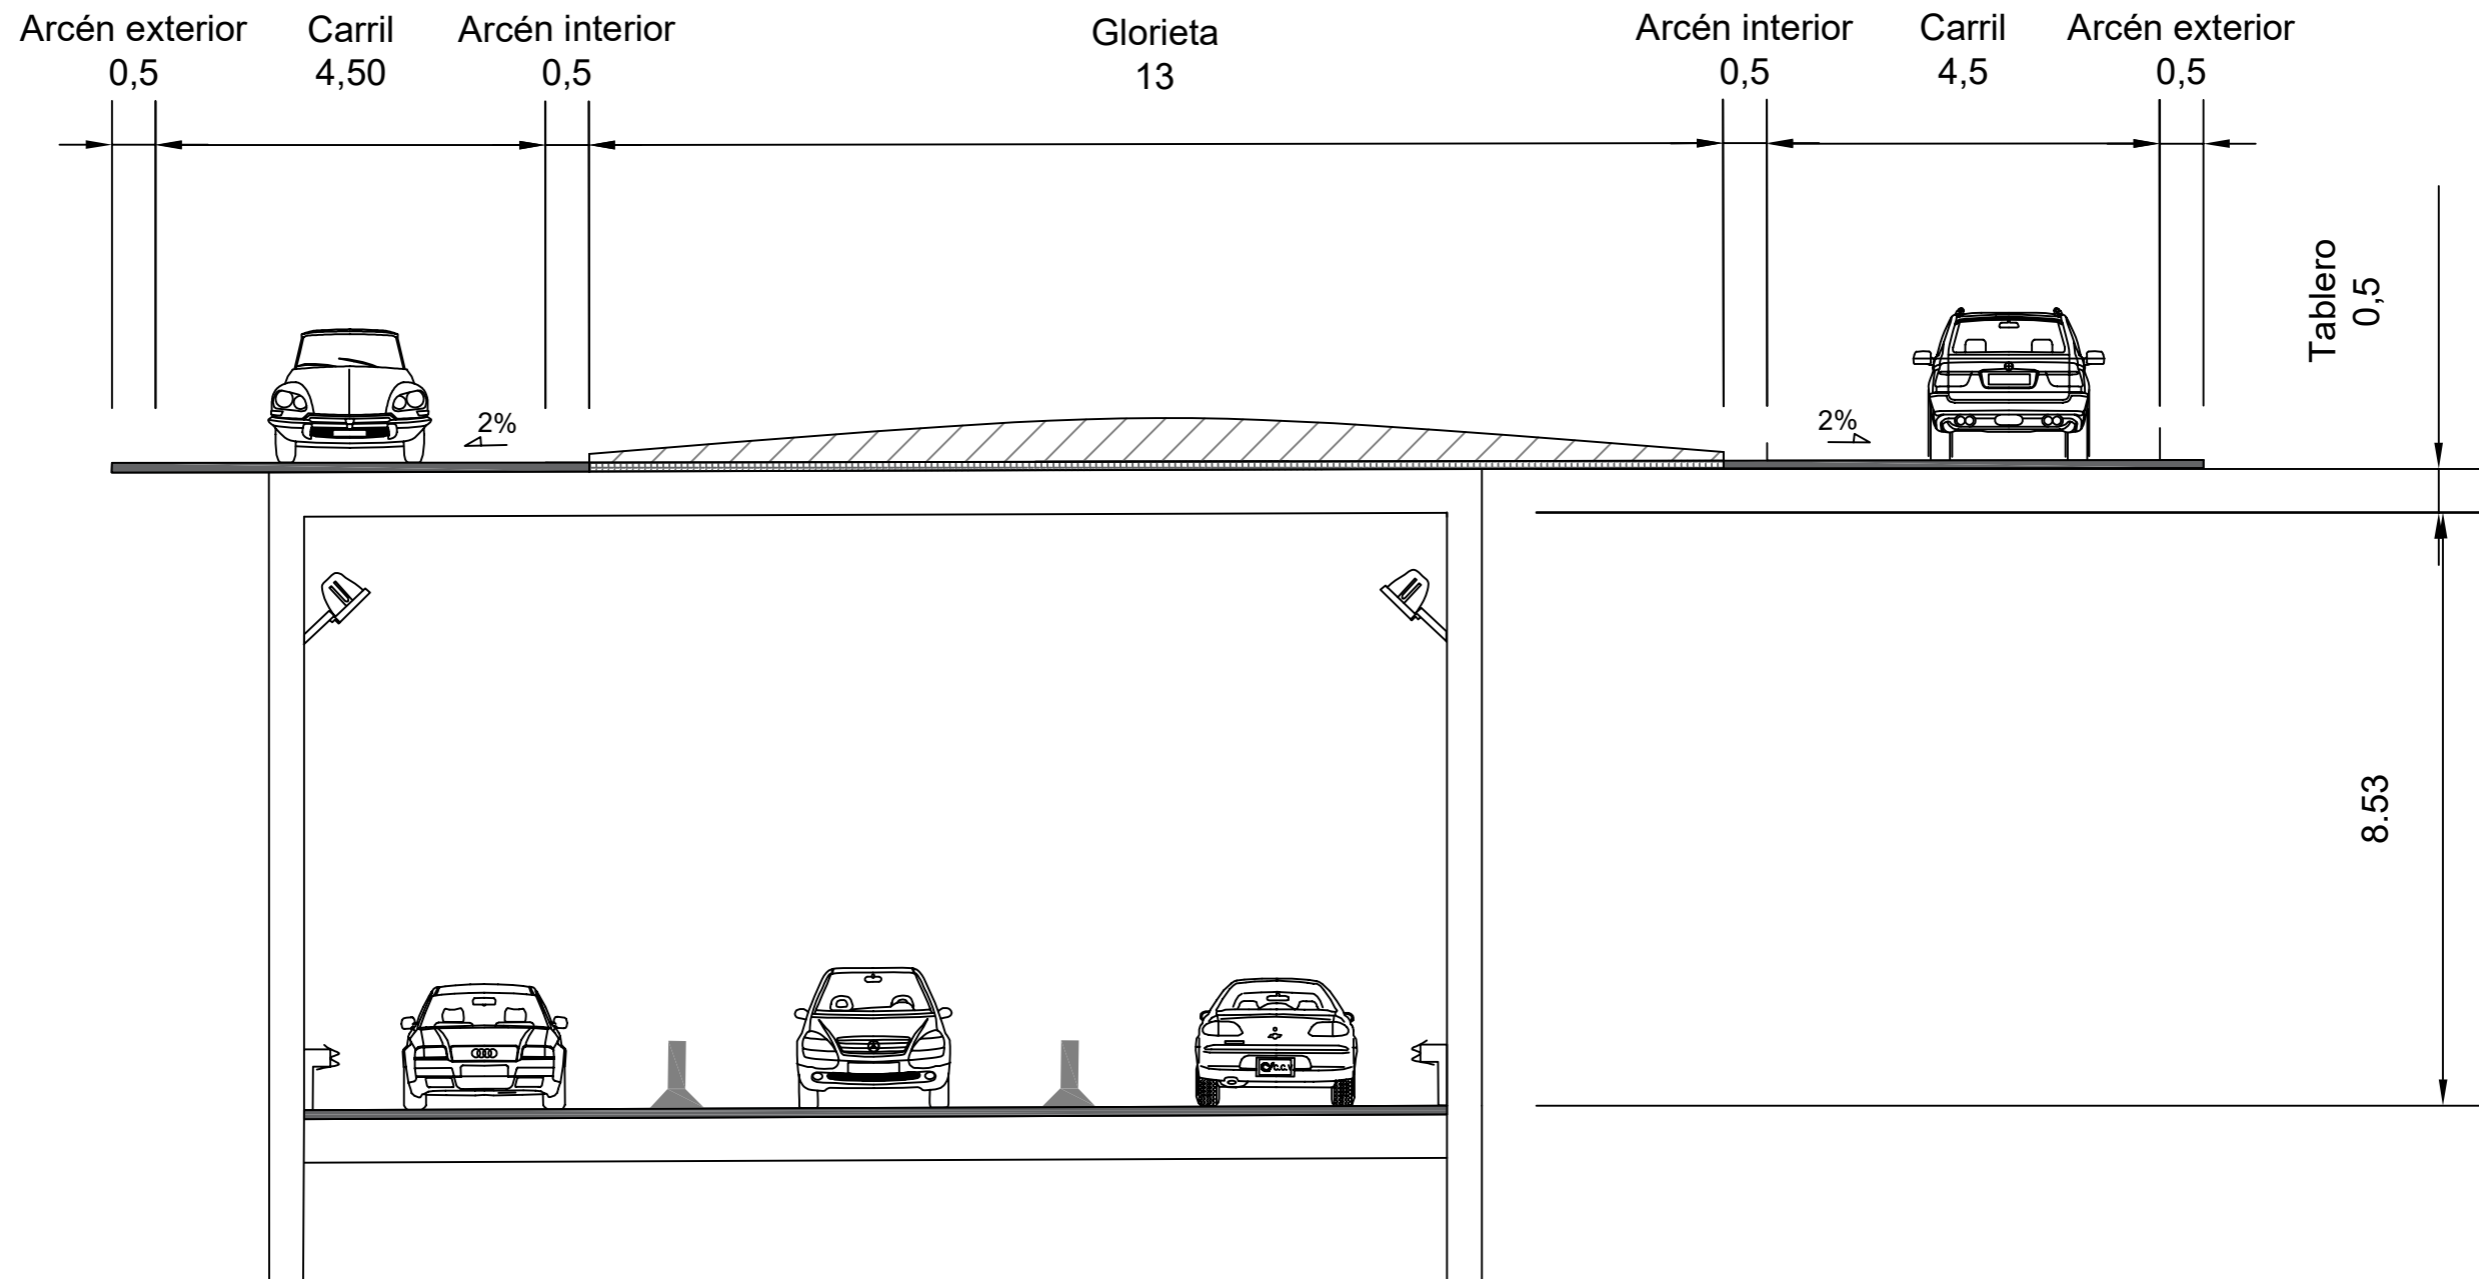 Arcén exterior
0,5
Carril
4,50
Arcén interior
0,5
Glorieta
13
Arcén interior
0,5
Carril
4,5
Arcén exterior
0,5
Tablero
0,5
2%
2%
8.53